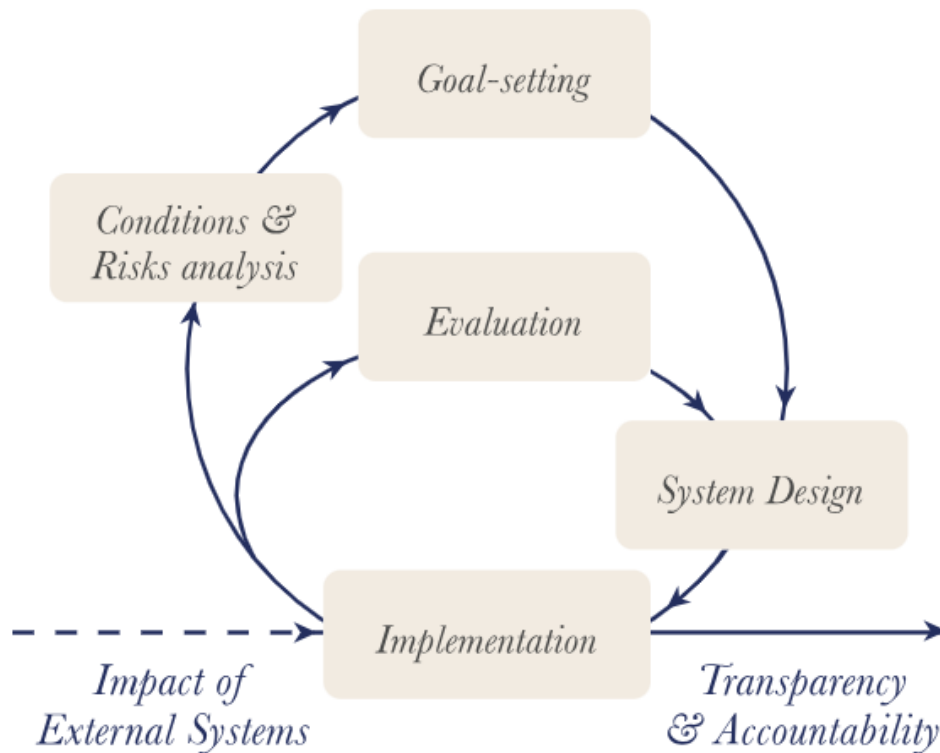 Goal-setting
Conditions &
Risks analysis
Evaluation
System Design
Implementation
Impact of
External Systems
Transparency
& Accountability